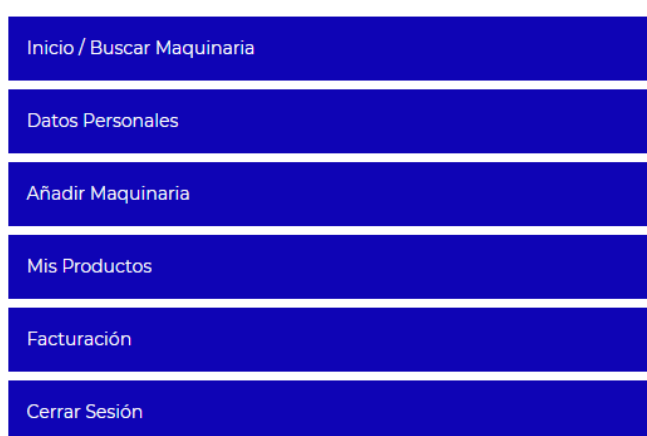 Inicio / Buscar Maquinaria
Datos Personales
Añadir Maquinaria
Mis Productos
Facturación
Cerrar Sesión